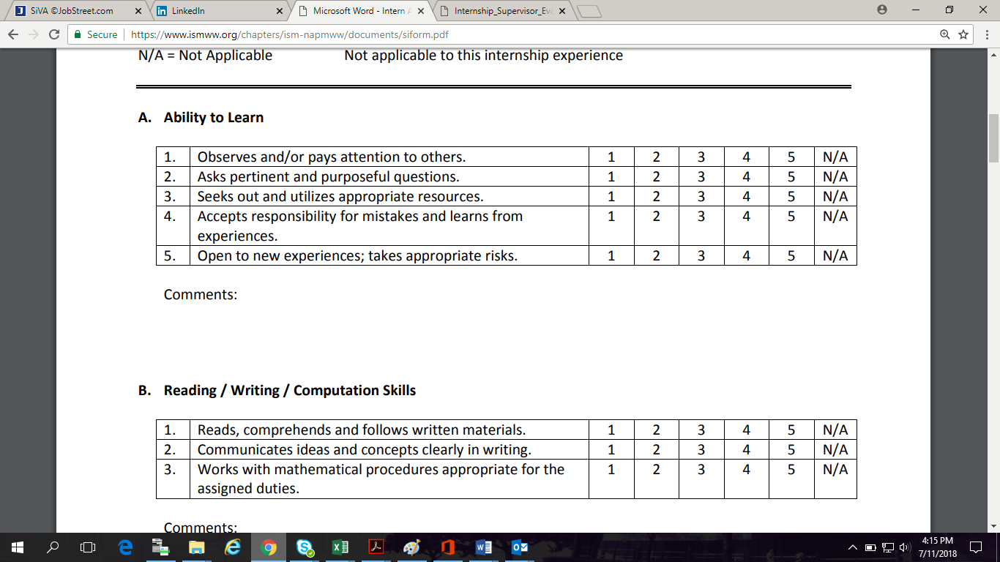 SiVA ©JobStreet.com
LinkedIn
Microsoft Word - Intern A
Internship_Supervisor_Eva
Secure
https://www.ismww.org/chapters/ism-napmww/documents/siform.pdf
N/A = Not Applicable Not applicable to this internship experience
A. Ability to Learn
1. Observes and/or pays attention to others. 1 2 3 4 5 N/A
2. Asks pertinent and purposeful questions. 1 2 3 4 5 N/A
3. Seeks out and utilizes appropriate resources. 1 2 3 4 5 N/A
4. Accepts responsibility for mistakes and learns from 1 2 3 4 5 N/A
experiences.
5. Open to new experiences; takes appropriate risks. 1 2 3 4 5 N/A
Comments:
B. Reading / Writing / Computation Skills
1. Reads, comprehends and follows written materials. 1 2 3 4 5 N/A
2. Communicates ideas and concepts clearly in writing. 1 2 3 4 5 N/A
3. Works with mathematical procedures appropriate for the 1 2 3 4 5 N/A
assigned duties.
Comments:
4:15 PM
7/11/2018